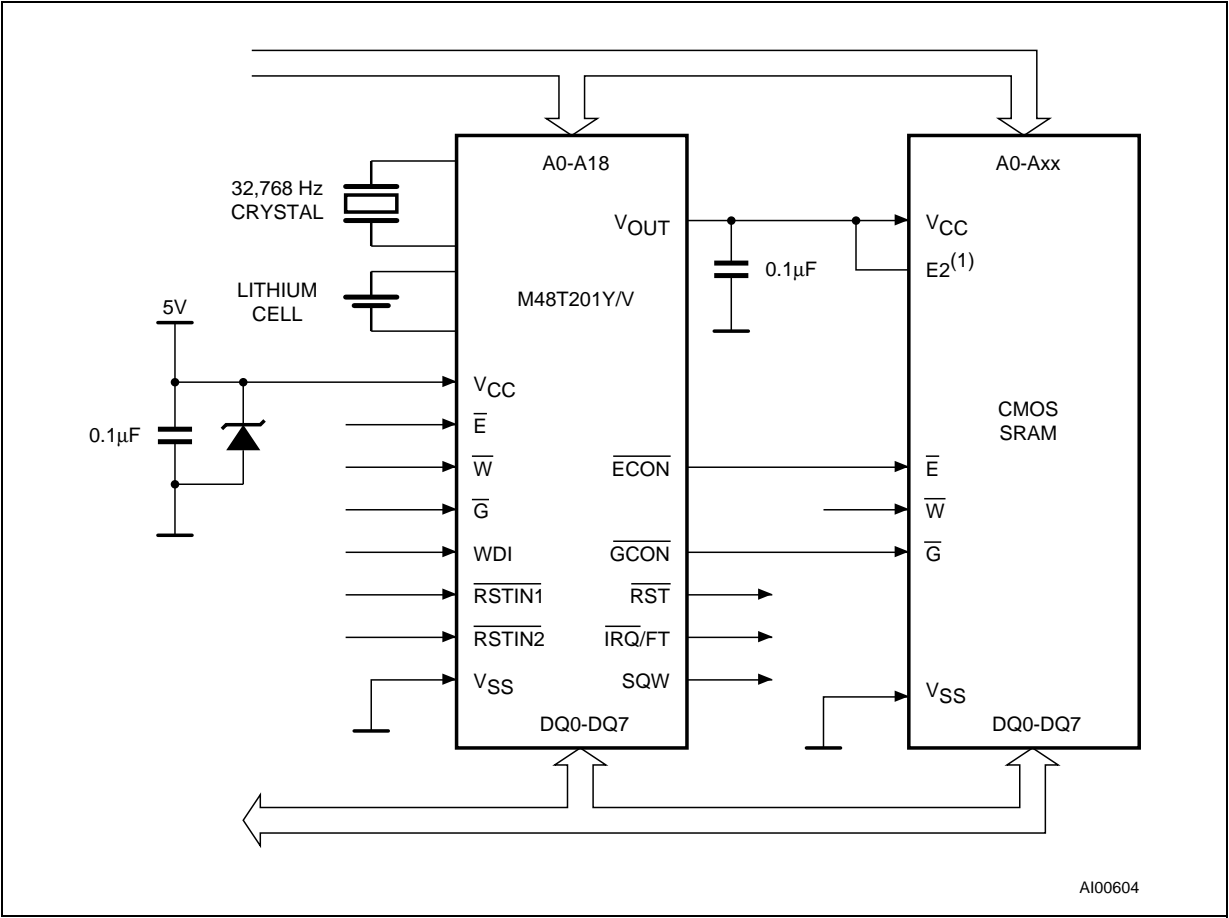 A0-A18
A0-Axx
32,768 Hz
CRYSTAL
VOUT
VCC
0.1μF
E2(1)
LITHIUM
CELL
M48T201Y/V
5V
VCC
0.1μF
E
CMOS
SRAM
W
ECON
E
G
W
WDI
GCON
G
RSTIN1
RST
RSTIN2
IRQ/FT
VSS
SQW
VSS
DQ0-DQ7
DQ0-DQ7
AI00604